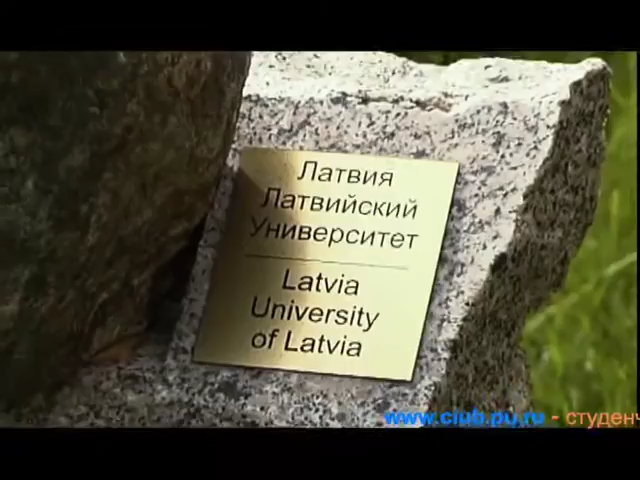 Латвия
Латвийский
Университет
Latvia
University
of Latvia
www.club.pu.ru - студенч